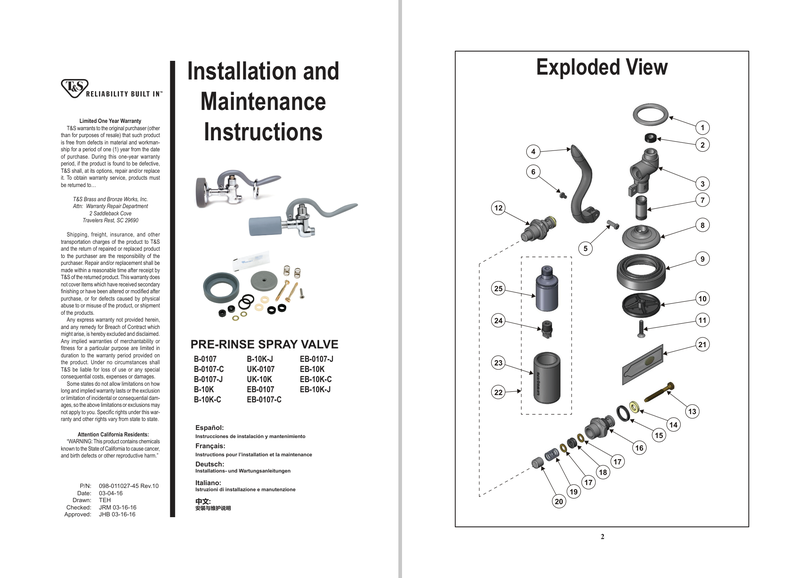 T&S
RELIABILITY BUILT IN™
Limited One Year Warranty
T&S warrants to the original purchaser (other
than for purposes of resale) that such product
is free from defects in material and workman-
ship for a period of one (1) year from the date
of purchase. During this one-year warranty
period, if the product is found to be defective,
T&S shall, at its options, repair and/or replace
it. To obtain warranty service, products must
be returned to…
T&S Brass and Bronze Works, Inc.
Attn: Warranty Repair Department
2 Saddleback Cove
Travelers Rest, SC 29690
Shipping, freight, insurance, and other
transportation charges of the product to T&S
and the return of repaired or replaced product
to the purchaser are the responsibility of the
purchaser. Repair and/or replacement shall be
made within a reasonable time after receipt by
T&S of the returned product. This warranty does
not cover Items which have received secondary
finishing or have been altered or modified after
purchase, or for defects caused by physical
abuse to or misuse of the product, or shipment
of the products.
Any express warranty not provided herein,
and any remedy for Breach of Contract which
might arise, is hereby excluded and disclaimed.
Any implied warranties of merchantability or
fitness for a particular purpose are limited in
duration to the warranty period provided on
the product. Under no circumstances shall
T&S be liable for loss of use or any special
consequential costs, expenses or damages.
Some states do not allow limitations on how
long and implied warranty lasts or the exclusion
or limitation of incidental or consequential dam-
ages, so the above limitations or exclusions may
not apply to you. Specific rights under this war-
ranty and other rights vary from state to state.
Attention California Residents:
"WARNING: This product contains chemicals
known to the State of California to cause cancer,
and birth defects or other reproductive harm."
P/N: 098-011027-45 Rev.10
Date: 03-04-16
Drawn: TEH
Checked: JRM 03-16-16
Approved: JHB 03-16-16
Installation and
Maintenance
Instructions
PRE-RINSE SPRAY VALVE
B-0107 B-10K-J EB-0107-J
B-0107-C UK-0107 EB-10K
B-0107-J UK-10K EB-10K-C
B-10K EB-0107 EB-10K-J
B-10K-C EB-0107-C
Español:
Instrucciones de instalación y mantenimiento
Français:
Instructions pour l'installation et la maintenance
Deutsch:
Installations- und Wartungsanleitungen
Italiano:
Istruzioni di installazione e manutenzione
中文:
安装与维护说明
Exploded View
1
2
4
6
3
7
12
8
5
9
25
10
24
11
21
23
22
13
14
15
16
17
18
17
19
20
2